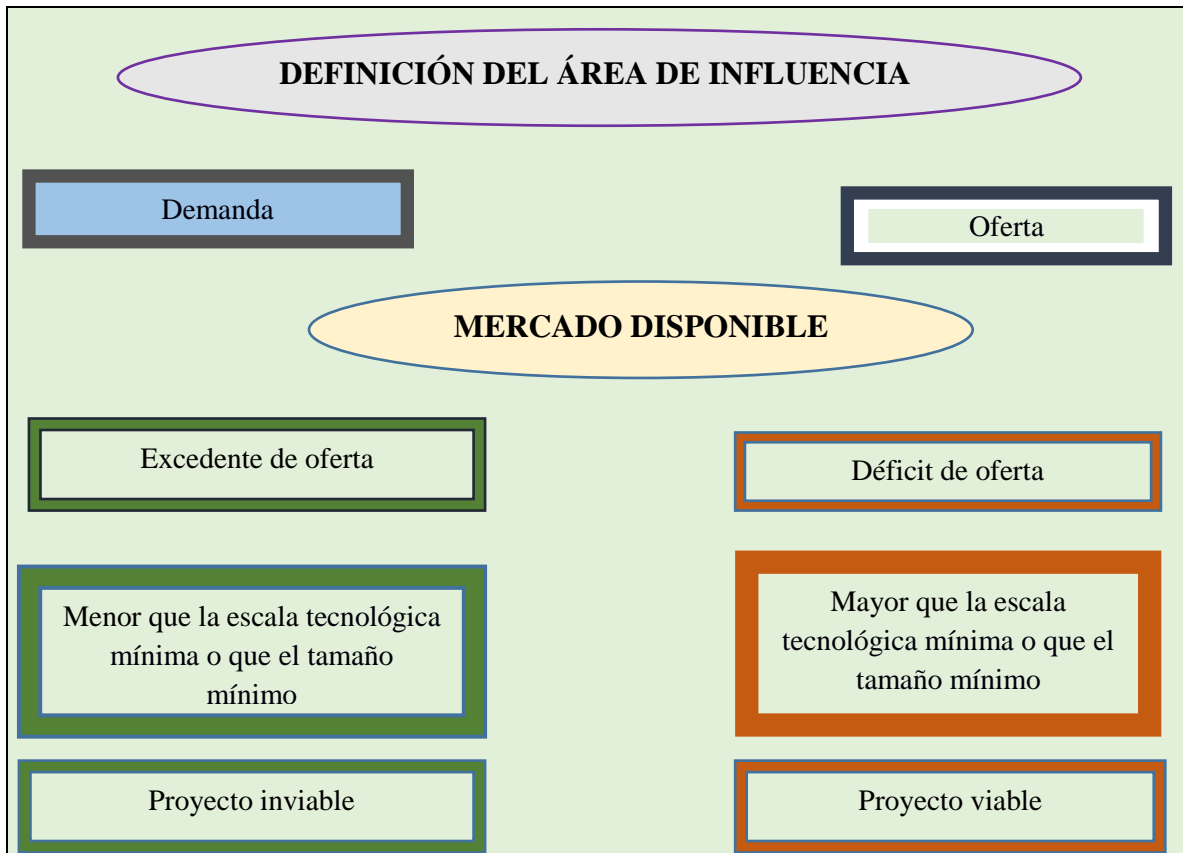 DEFINICIÓN DEL ÁREA DE INFLUENCIA
Demanda
Oferta
MERCADO DISPONIBLE
Excedente de oferta
Déficit de oferta
Menor que la escala tecnológica
mínima o que el tamaño
mínimo
Mayor que la escala
tecnológica mínima o que el
tamaño mínimo
Proyecto inviable
Proyecto viable